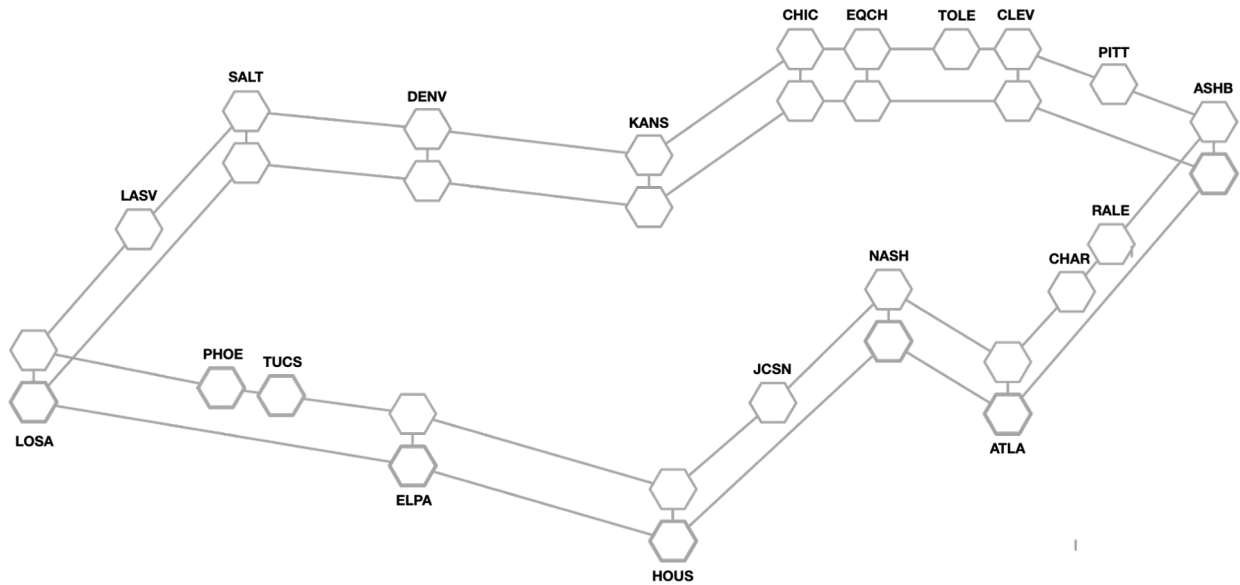 CHIC
EQCH
TOLE
CLEV
PITT
SALT
DENV
ASHB
KANS
LASV
RALE
NASH
CHAR
PHOE
TUCS
JCSN
LOSA
ATLA
ELPA
HOUS